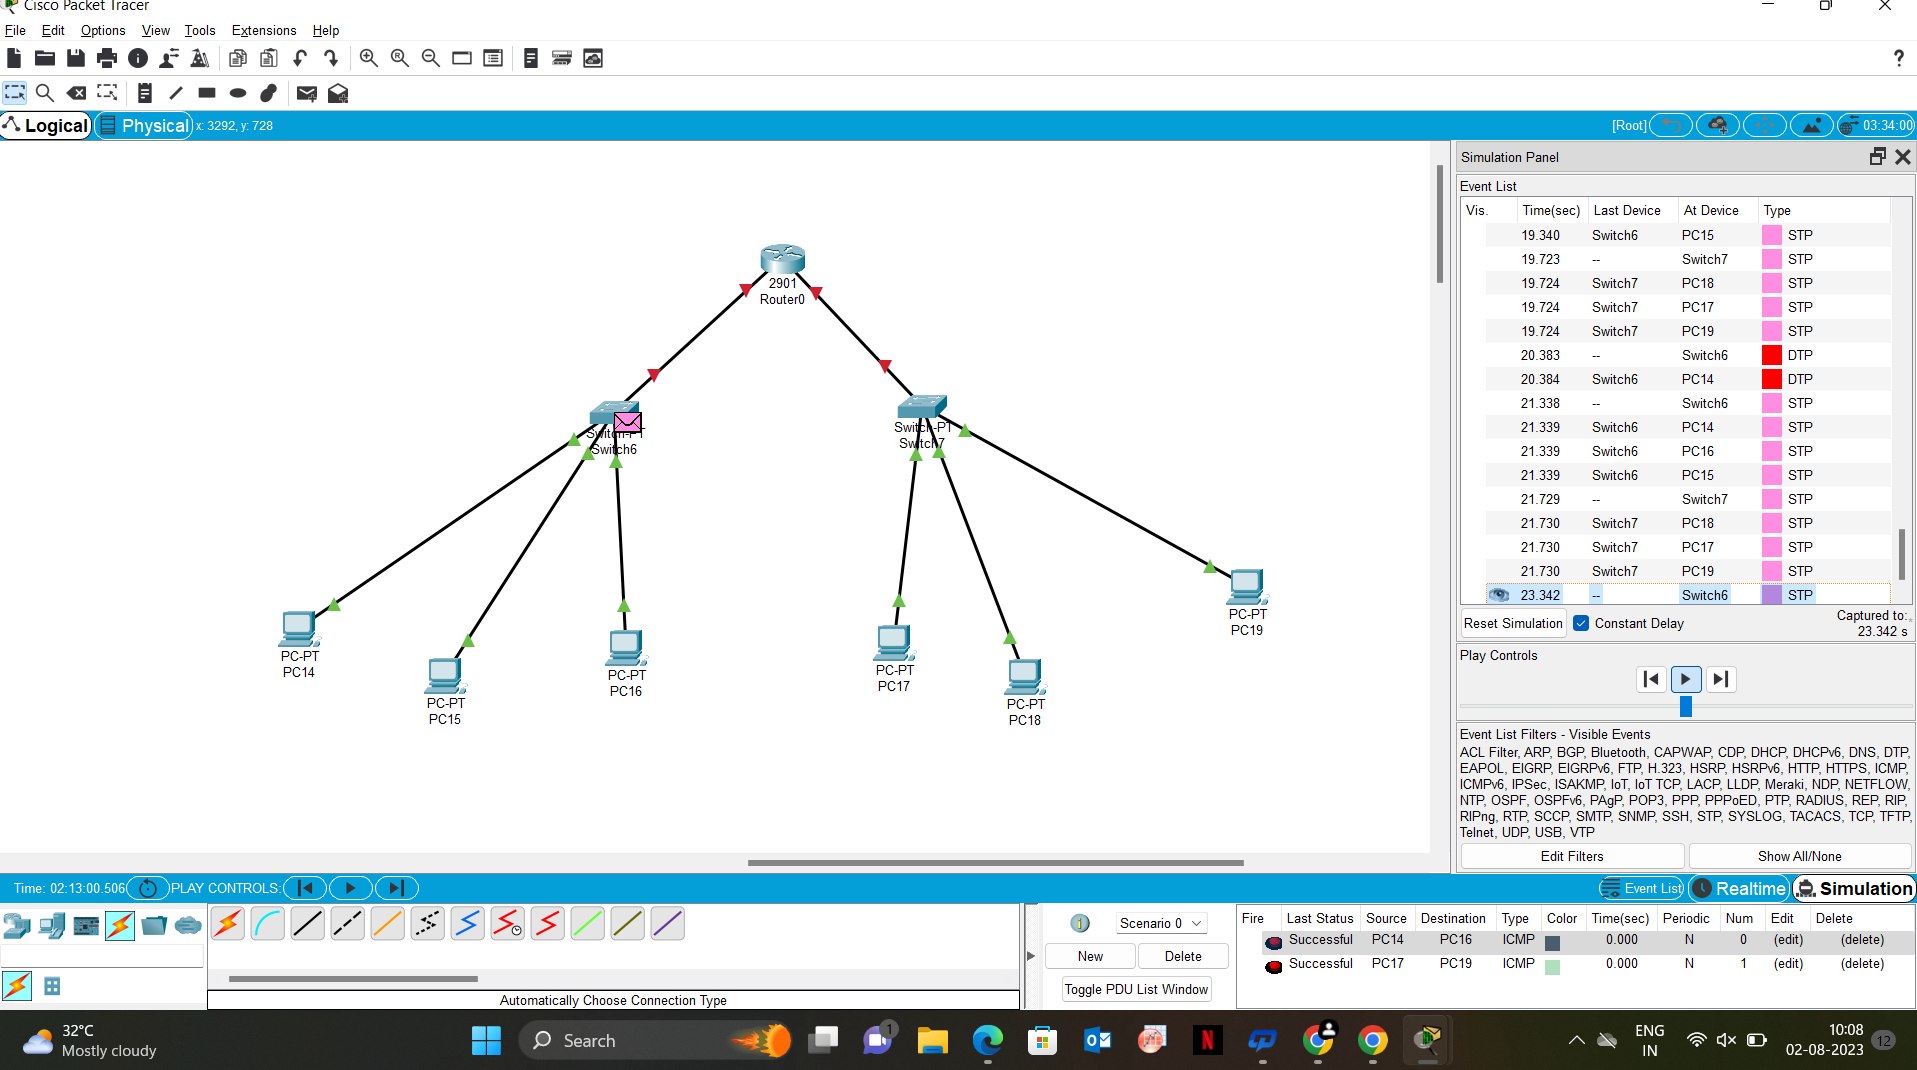 Cisco Packet Tracer
File Edit Options View Tools Extensions Help
?
Logical Physical x: 3292, y: 728 [Root] 03:34:00
2901
Router0
Switch-PT
Switch6
Switch-PT
Switch7
PC-PT
PC14
PC-PT
PC15
PC-PT
PC16
PC-PT
PC17
PC-PT
PC18
PC-PT
PC19
Simulation Panel
Event List
Vis. Time(sec) Last Device At Device Type
19.340 Switch6 PC15 STP
19.723 -- Switch7 STP
19.724 Switch7 PC18 STP
19.724 Switch7 PC17 STP
19.724 Switch7 PC19 STP
20.383 -- Switch6 DTP
20.384 Switch6 PC14 DTP
21.338 -- Switch6 STP
21.339 Switch6 PC14 STP
21.339 Switch6 PC16 STP
21.339 Switch6 PC15 STP
21.729 -- Switch7 STP
21.730 Switch7 PC18 STP
21.730 Switch7 PC17 STP
21.730 Switch7 PC19 STP
23.342 -- Switch6 STP
Reset Simulation Constant Delay Captured to:
23.342 s
Play Controls
Event List Filters - Visible Events
ACL Filter, ARP, BGP, Bluetooth, CAPWAP, CDP, DHCP, DHCPv6, DNS, DTP,
EAPOL, EIGRP, EIGRPv6, FTP, H.323, HSRP, HSRPv6, HTTP, HTTPS, ICMP,
ICMPv6, IPSec, ISAKMP, IoT, IoT TCP, LACP, LLDP, Meraki, NDP, NETFLOW,
NTP, OSPF, OSPFv6, PAgP, POP3, PPP, PPPoED, PTP, RADIUS, REP, RIP,
RIPng, RTP, SCCP, SMTP, SNMP, SSH, STP, SYSLOG, TACACS, TCP, TFTP,
Telnet, UDP, USB, VTP
Edit Filters Show All/None
Time: 02:13:00.506 PLAY CONTROLS: Event List Realtime Simulation
Scenario 0
New Delete
Toggle PDU List Window
Automatically Choose Connection Type
Fire Last Status Source Destination Type Color Time(sec) Periodic Num Edit Delete
Successful PC14 PC16 ICMP 0.000 N 0 (edit) (delete)
Successful PC17 PC19 ICMP 0.000 N 1 (edit) (delete)
32°C
Mostly cloudy
Search
1
N
ENG
IN
10:08
02-08-2023
12